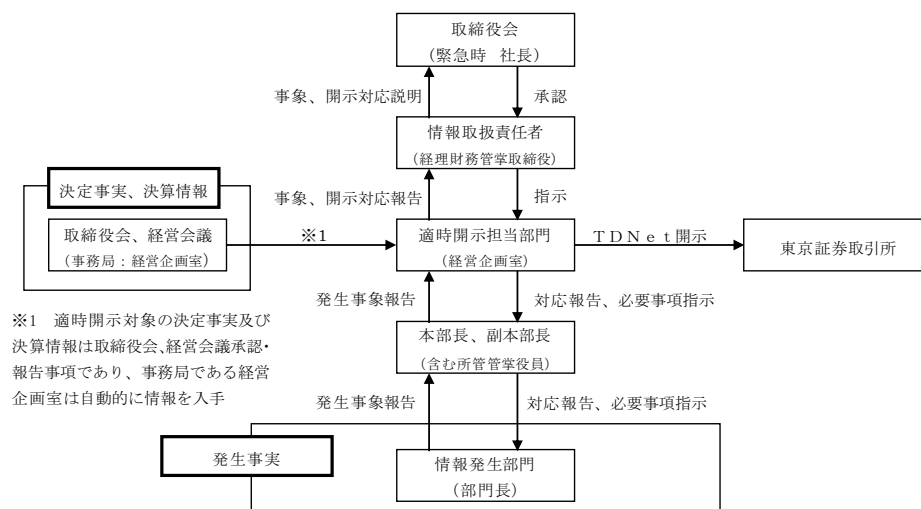 取締役会
（緊急時　社長）
事象、開示対応説明
承認
情報取扱責任者
（経理財務管掌取締役）
決定事実、決算情報
事象、開示対応報告
指示
取締役会、経営会議
（事務局：経営企画室）
※1
適時開示担当部門
（経営企画室）
ＴＤＮｅｔ開示
東京証券取引所
発生事象報告
対応報告、必要事項指示
※1　適時開示対象の決定事実及び
決算情報は取締役会、経営会議承認・
報告事項であり、事務局である経営
企画室は自動的に情報を入手
本部長、副本部長
（含む所管管掌役員）
発生事象報告
対応報告、必要事項指示
発生事実
情報発生部門
（部門長）